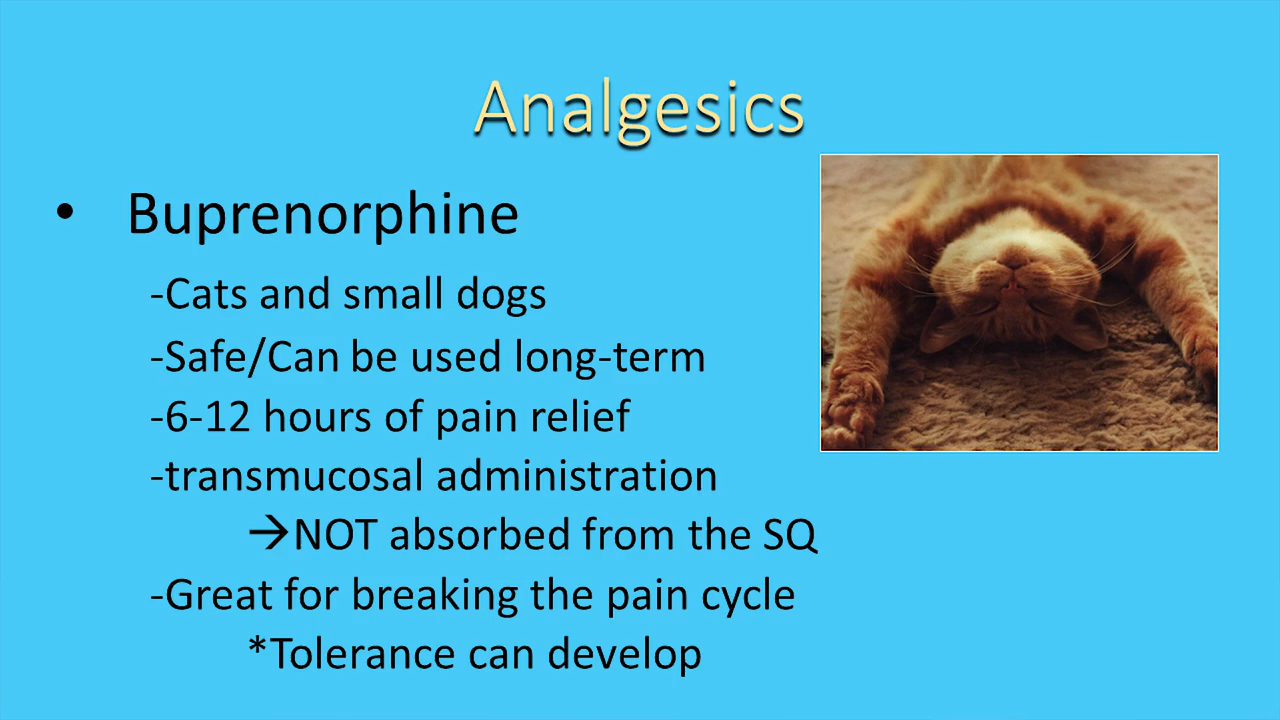 Analgesics
• Buprenorphine
-Cats and small dogs
-Safe/Can be used long-term
-6-12 hours of pain relief
-transmucosal administration
→NOT absorbed from the SQ
-Great for breaking the pain cycle
*Tolerance can develop